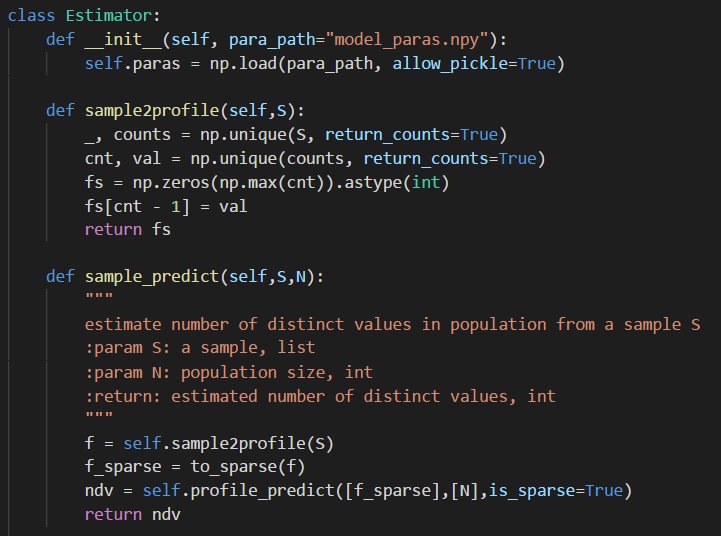 class Estimator:
    def __init__(self, para_path="model_paras.npy"):
        self.paras = np.load(para_path, allow_pickle=True)
    def sample2profile(self,S):
        _, counts = np.unique(S, return_counts=True)
        cnt, val = np.unique(counts, return_counts=True)
        fs = np.zeros(np.max(cnt)).astype(int)
        fs[cnt - 1] = val
        return fs
    def sample_predict(self,S,N):
        """
        estimate number of distinct values in population from a sample S
        :param S: a sample, list
        :param N: population size, int
        :return: estimated number of distinct values, int
        """
        f = self.sample2profile(S)
        f_sparse = to_sparse(f)
        ndv = self.profile_predict([f_sparse],[N],is_sparse=True)
        return ndv